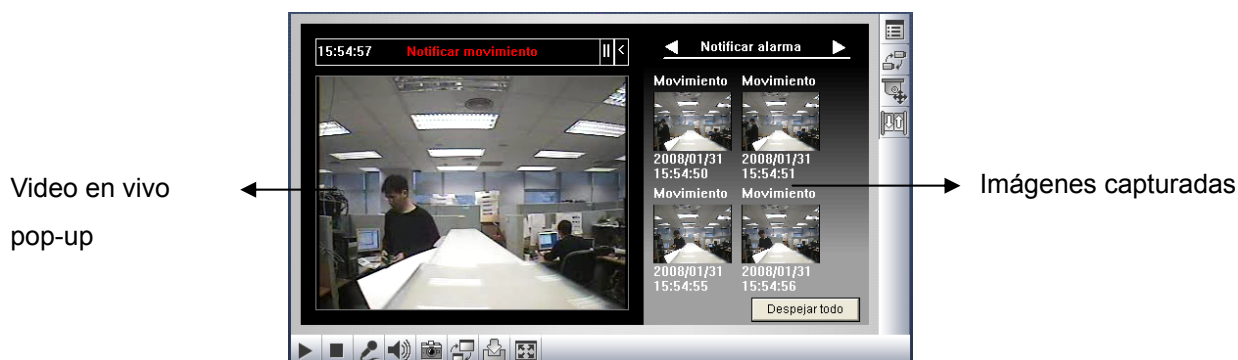 15:54:57 Notificar movimiento
Notificar alarma
Movimiento Movimiento
2008/01/31 2008/01/31
15:54:50 15:54:51
Movimiento Movimiento
2008/01/31 2008/01/31
15:54:55 15:54:56
Despejar todo
Video en vivo
pop-up
Imágenes capturadas